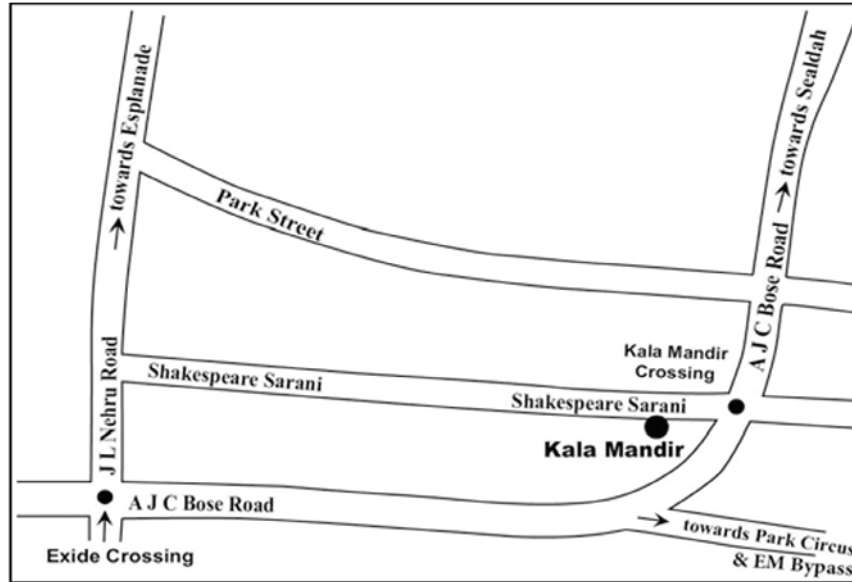 towards Esplanade
towards Sealdah
Park Street
A J C Bose Road
J L Nehru Road
Kala Mandir
Crossing
Shakespeare Sarani
Shakespeare Sarani
Kala Mandir
A J C Bose Road
towards Park Circus
& EM Bypass
Exide Crossing